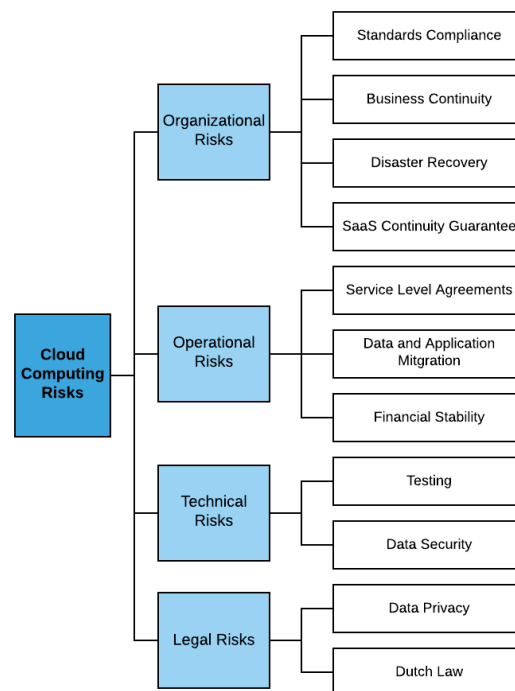 Cloud
Computing
Risks
Organizational
Risks
Standards Compliance
Business Continuity
Disaster Recovery
SaaS Continuity Guarantee
Operational
Risks
Service Level Agreements
Data and Application
Mitgration
Financial Stability
Technical
Risks
Testing
Data Security
Legal Risks
Data Privacy
Dutch Law